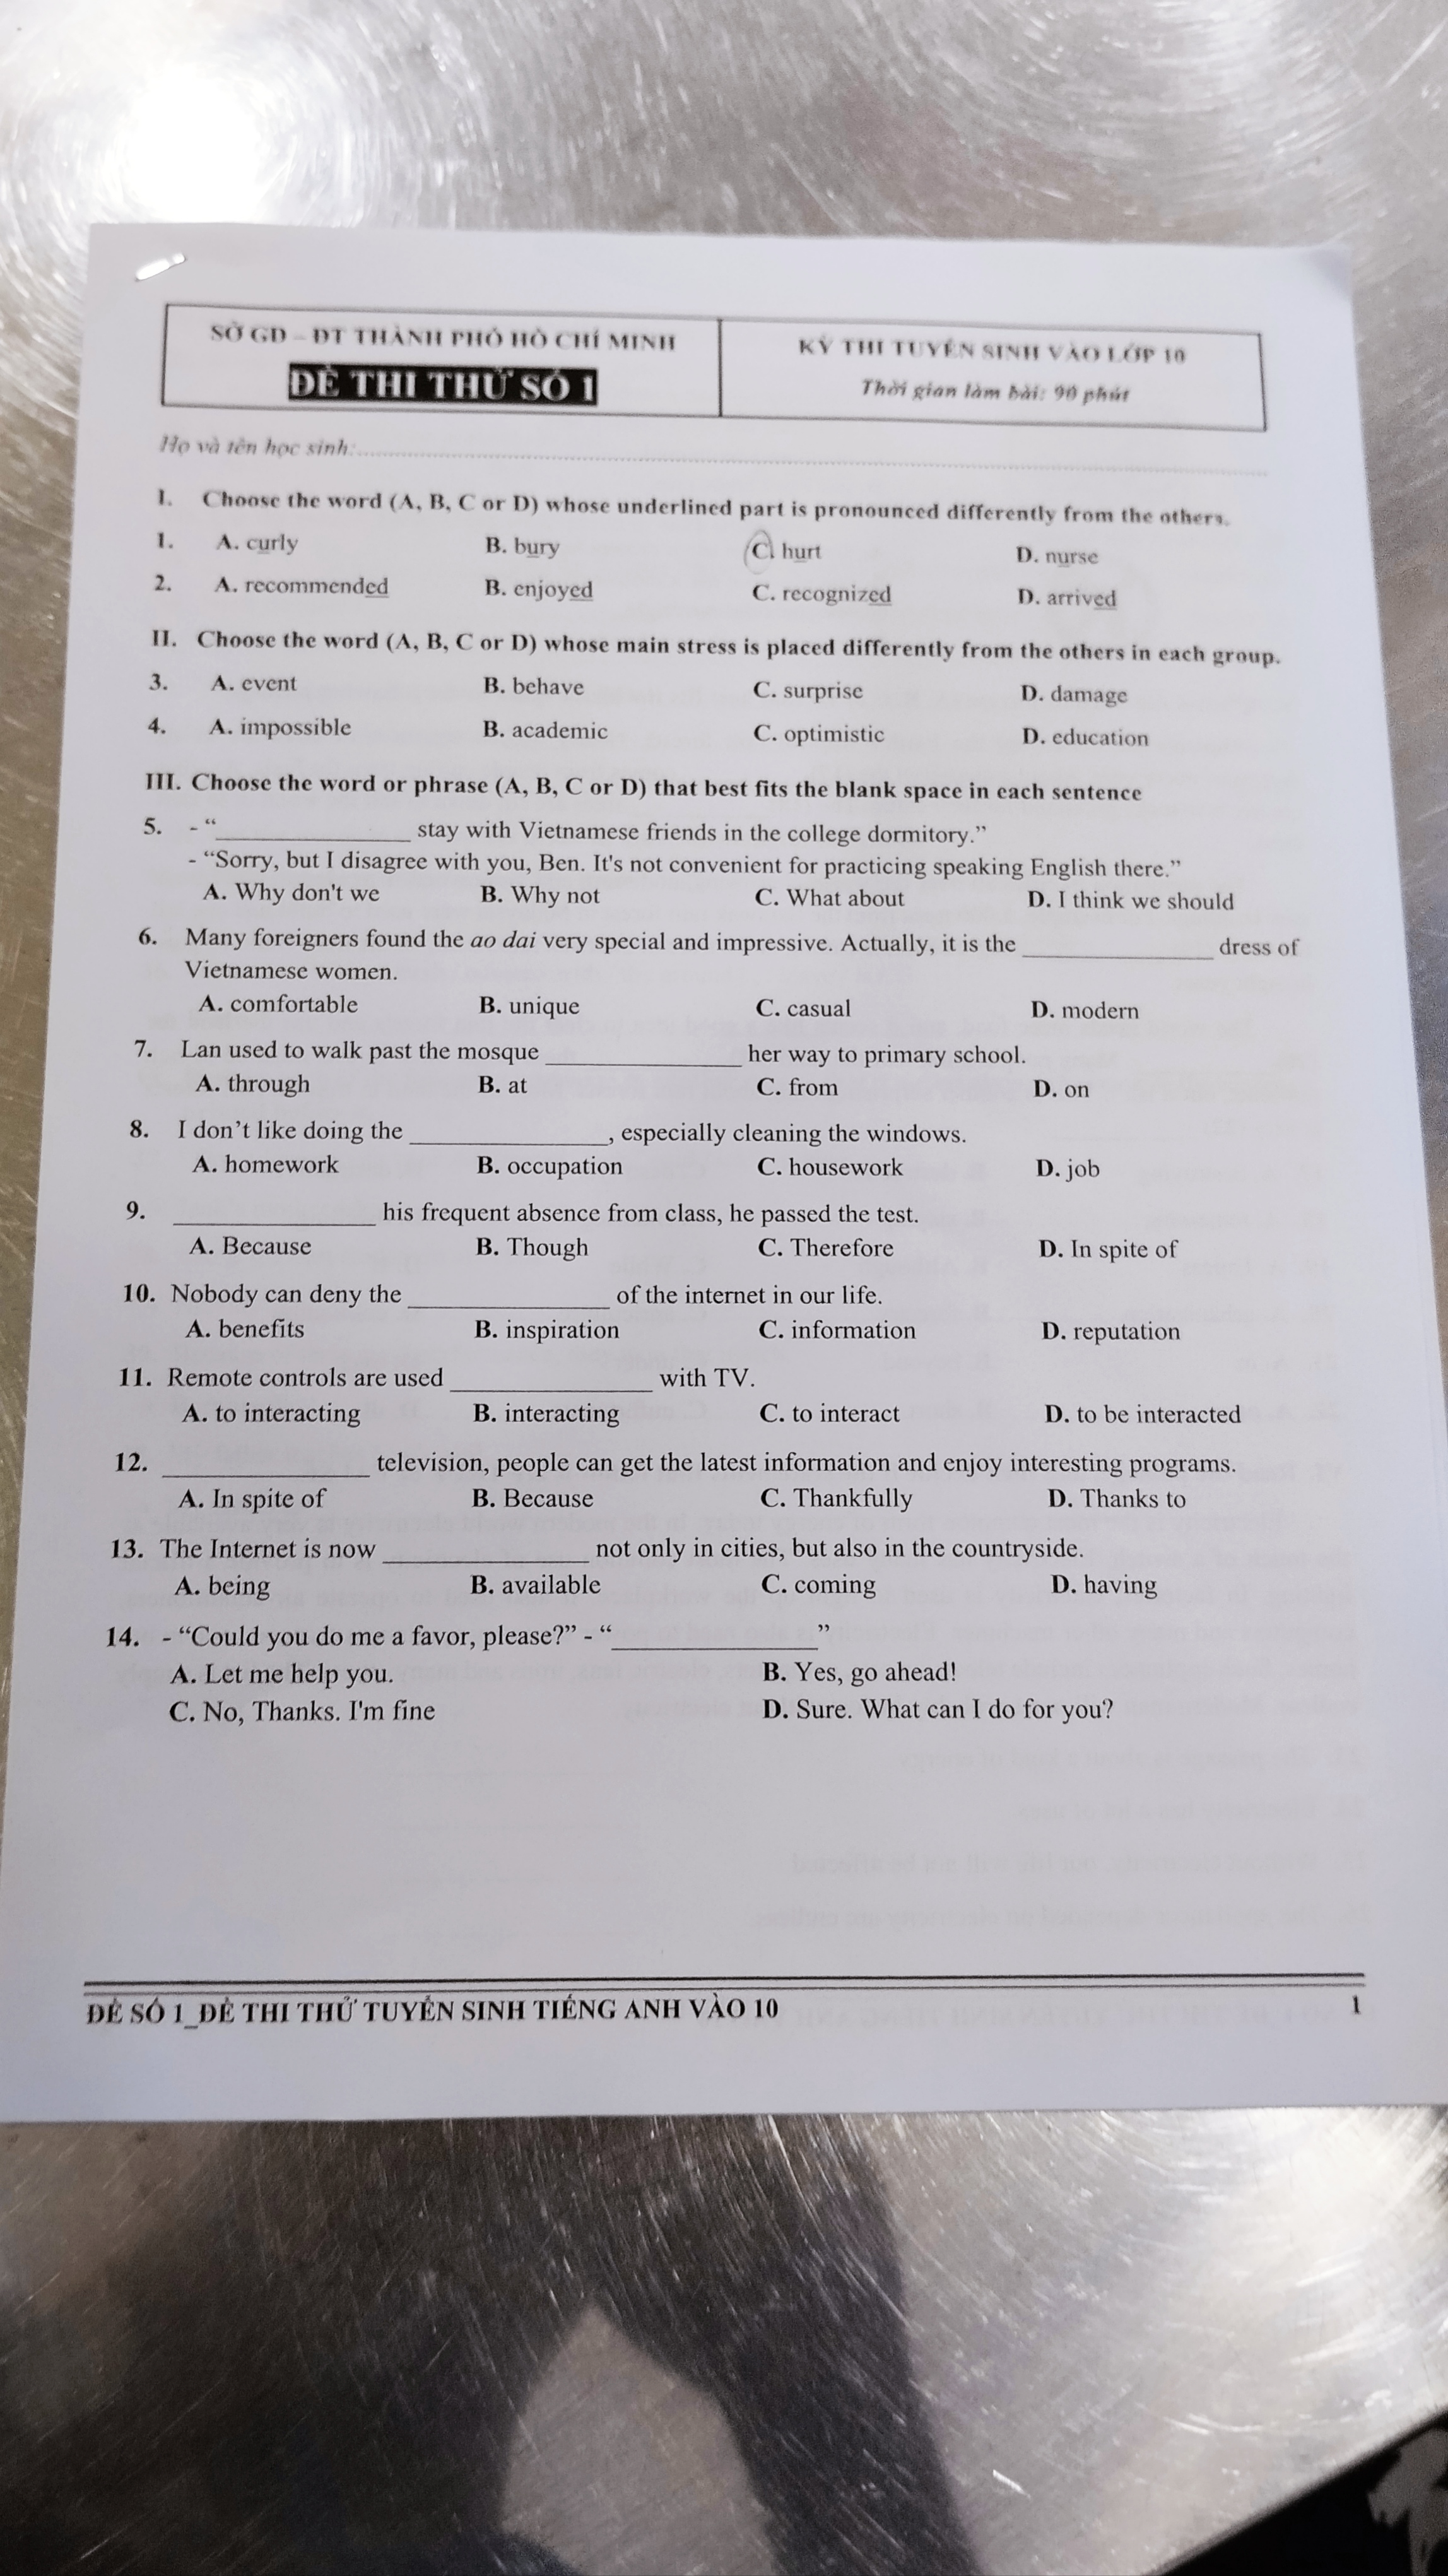 SỞ GD – ĐT THÀNH PHỐ HỒ CHÍ MINH
ĐỀ THI THỬ SỐ 1
KỲ THI TUYỂN SINH VÀO LỚP 10
Thời gian làm bài: 90 phút
Họ và tên học sinh:
I. Choose the word (A, B, C or D) whose underlined part is pronounced differently from the others.
1. A. curly B. bury C. hurt D. nurse
2. A. recommended B. enjoyed C. recognized D. arrived
II. Choose the word (A, B, C or D) whose main stress is placed differently from the others in each group.
3. A. event B. behave C. surprise D. damage
4. A. impossible B. academic C. optimistic D. education
III. Choose the word or phrase (A, B, C or D) that best fits the blank space in each sentence
5. - “______________ stay with Vietnamese friends in the college dormitory.”
- “Sorry, but I disagree with you, Ben. It's not convenient for practicing speaking English there.”
A. Why don't we B. Why not C. What about D. I think we should
6. Many foreigners found the ao dai very special and impressive. Actually, it is the ______________ dress of
Vietnamese women.
A. comfortable B. unique C. casual D. modern
7. Lan used to walk past the mosque ______________ her way to primary school.
A. through B. at C. from D. on
8. I don’t like doing the ______________, especially cleaning the windows.
A. homework B. occupation C. housework D. job
9. ______________ his frequent absence from class, he passed the test.
A. Because B. Though C. Therefore D. In spite of
10. Nobody can deny the ______________ of the internet in our life.
A. benefits B. inspiration C. information D. reputation
11. Remote controls are used ______________ with TV.
A. to interacting B. interacting C. to interact D. to be interacted
12. ______________ television, people can get the latest information and enjoy interesting programs.
A. In spite of B. Because C. Thankfully D. Thanks to
13. The Internet is now ______________ not only in cities, but also in the countryside.
A. being B. available C. coming D. having
14. - “Could you do me a favor, please?” - “______________”
A. Let me help you. B. Yes, go ahead!
C. No, Thanks. I'm fine D. Sure. What can I do for you?
ĐỀ SỐ 1_ĐỀ THI THỬ TUYỂN SINH TIẾNG ANH VÀO 10 1